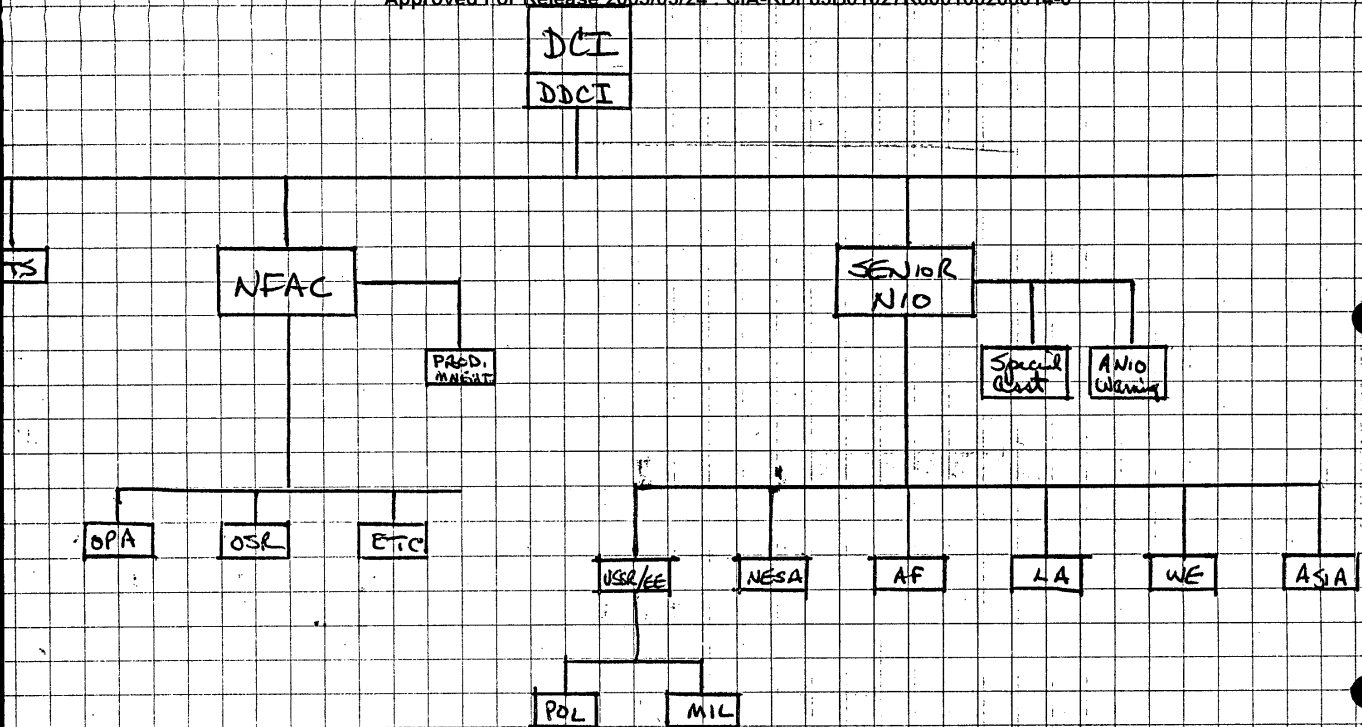 DCI
DDCI
TS
NFAC
SENIOR
NIO
PROD.
MNGMT.
Special
Asst
ANIO
Warning
OPA
OSR
ETC
USSR/EE
NESA
AF
LA
WE
ASIA
POL
MIL